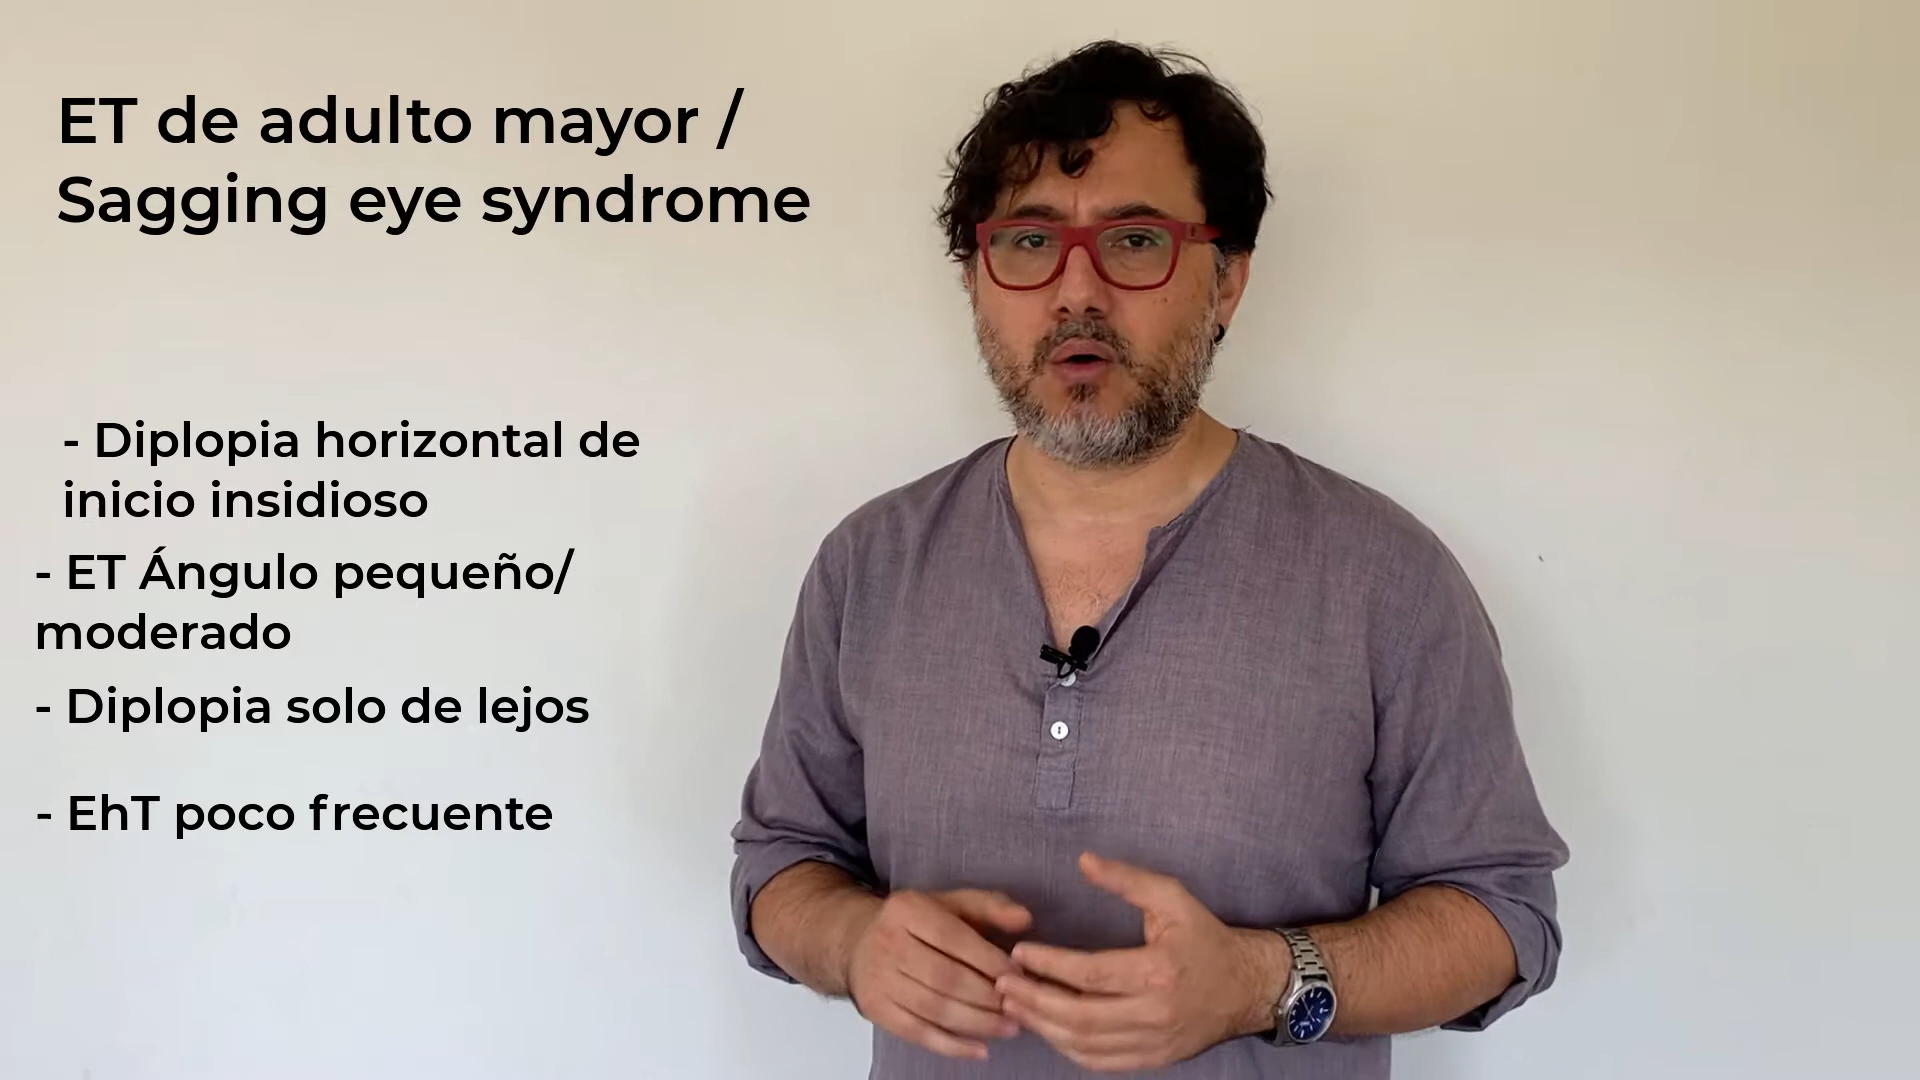 ET de adulto mayor /
Sagging eye syndrome
- Diplopia horizontal de
inicio insidioso
- ET Ángulo pequeño/
moderado
- Diplopia solo de lejos
- EhT poco frecuente